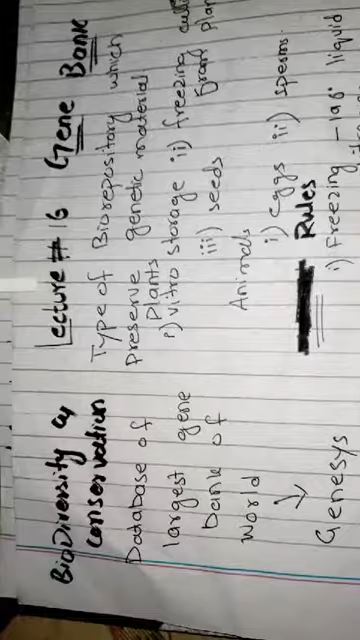 BioDiversity &
conservation
Database of
largest gene
bank of
world
↓
Genesys
Lecture # 16 Gene Bank
Type of Biorepository which
preserve genetic material
Plants
i) vitro storage ii) freezing
iii) seeds
Animals
i) eggs ii) sperms.
Rules
i) Freezing -196° liquid